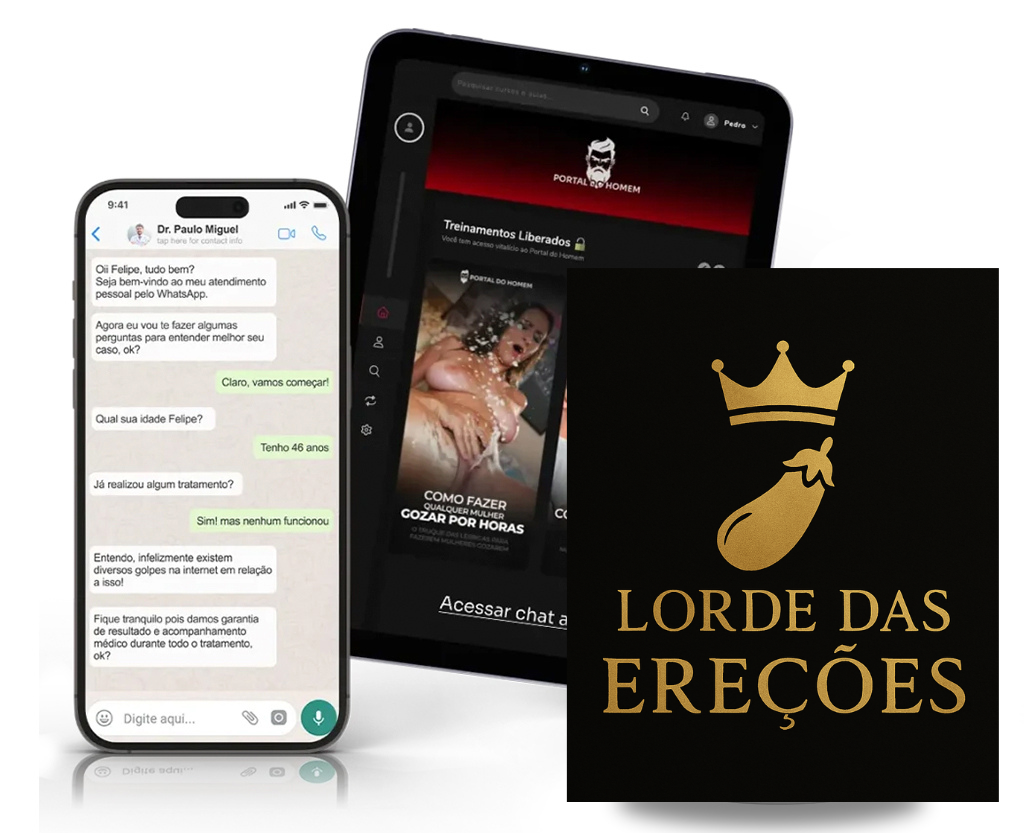 9:41
Dr. Paulo Miguel
tap here for contact info
Oii Felipe, tudo bem?
Seja bem-vindo ao meu atendimento
pessoal pelo WhatsApp.
Agora eu vou te fazer algumas
perguntas para entender melhor seu
caso, ok?
Claro, vamos começar!
Qual sua idade Felipe?
Tenho 46 anos
Já realizou algum tratamento?
Sim! mas nenhum funcionou
Entendo, infelizmente existem
diversos golpes na internet em relação
a isso!
Fique tranquilo pois damos garantia
de resultado e acompanhamento
médico durante todo o tratamento,
ok?
Digite aqui...
Pesquisar cursos e aulas...
Pedro
PORTAL DO HOMEM
Treinamentos Liberados
Você tem acesso vitalício ao Portal do Homem
PORTAL DO HOMEM
COMO FAZER
QUALQUER MULHER
GOZAR POR HORAS
O TRUQUE DAS LÉSBICAS PARA
FAZEREM MULHERES GOZAREM
Acessar chat a
LORDE DAS
EREÇÕES